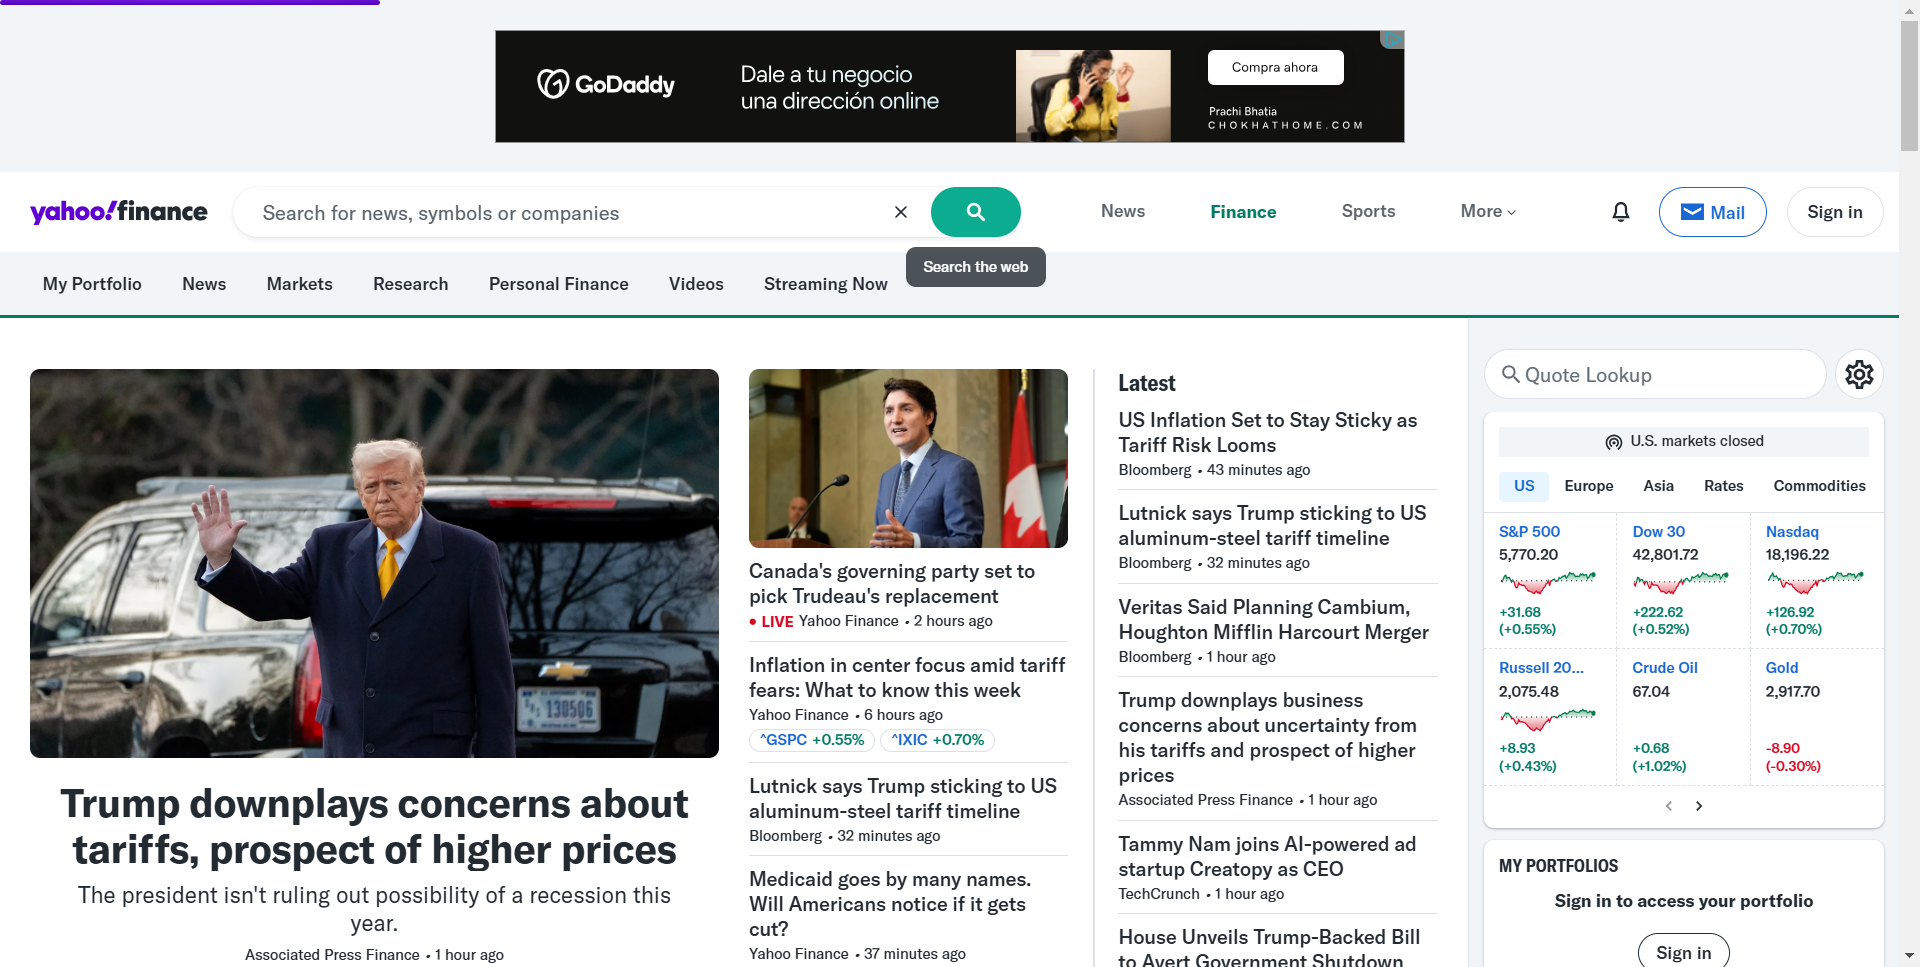 GoDaddy
Dale a tu negocio
una dirección online
Compra ahora
Prachi Bhatia
CHOKHATHOME.COM
yahoo!finance
Search for news, symbols or companies
News
Finance
Sports
More
Mail
Sign in
Search the web
My Portfolio
News
Markets
Research
Personal Finance
Videos
Streaming Now
130506
Trump downplays concerns about
tariffs, prospect of higher prices
The president isn't ruling out possibility of a recession this
year.
Associated Press Finance • 1 hour ago
Canada's governing party set to
pick Trudeau's replacement
• LIVE Yahoo Finance • 2 hours ago
Inflation in center focus amid tariff
fears: What to know this week
Yahoo Finance • 6 hours ago
^GSPC +0.55%
^IXIC +0.70%
Lutnick says Trump sticking to US
aluminum-steel tariff timeline
Bloomberg • 32 minutes ago
Medicaid goes by many names.
Will Americans notice if it gets
cut?
Yahoo Finance • 37 minutes ago
Latest
US Inflation Set to Stay Sticky as
Tariff Risk Looms
Bloomberg • 43 minutes ago
Lutnick says Trump sticking to US
aluminum-steel tariff timeline
Bloomberg • 32 minutes ago
Veritas Said Planning Cambium,
Houghton Mifflin Harcourt Merger
Bloomberg • 1 hour ago
Trump downplays business
concerns about uncertainty from
his tariffs and prospect of higher
prices
Associated Press Finance • 1 hour ago
Tammy Nam joins AI-powered ad
startup Creatopy as CEO
TechCrunch • 1 hour ago
House Unveils Trump-Backed Bill
to Avert Government Shutdown
Quote Lookup
U.S. markets closed
US
Europe
Asia
Rates
Commodities
S&P 500
5,770.20
+31.68
(+0.55%)
Dow 30
42,801.72
+222.62
(+0.52%)
Nasdaq
18,196.22
+126.92
(+0.70%)
Russell 20...
2,075.48
+8.93
(+0.43%)
Crude Oil
67.04
+0.68
(+1.02%)
Gold
2,917.70
-8.90
(-0.30%)
MY PORTFOLIOS
Sign in to access your portfolio
Sign in